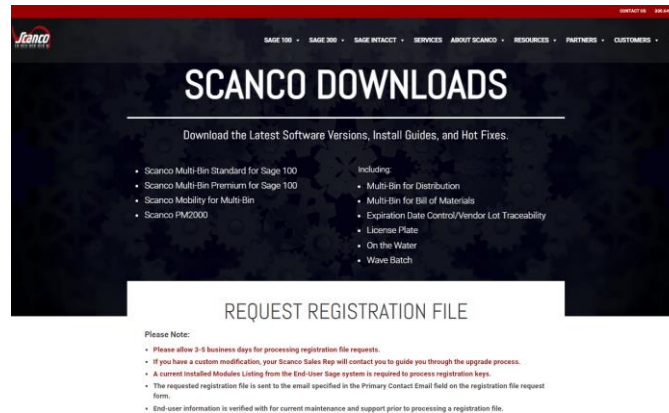 CONTACT US
Scanco
SAGE 100
SAGE 300
SAGE INTACCT
SERVICES
ABOUT SCANCO
RESOURCES
PARTNERS
CUSTOMERS
SCANCO DOWNLOADS
Download the Latest Software Versions, Install Guides, and Hot Fixes.
• Scanco Multi-Bin Standard for Sage 100
• Scanco Multi-Bin Premium for Sage 100
• Scanco Mobility for Multi-Bin
• Scanco PM2000
Including:
• Multi-Bin for Distribution
• Multi-Bin for Bill of Materials
• Expiration Date Control/Vendor Lot Traceability
• License Plate
• On the Water
• Wave Batch
REQUEST REGISTRATION FILE
Please Note:
• Please allow 3-5 business days for processing registration file requests.
• If you have a custom modification, your Scanco Sales Rep will contact you to guide you through the upgrade process.
• A current Installed Modules Listing from the End-User Sage system is required to process registration keys.
• The requested registration file is sent to the email specified in the Primary Contact Email field on the registration file request
form.
• End-user information is verified with for current maintenance and support prior to processing a registration file.